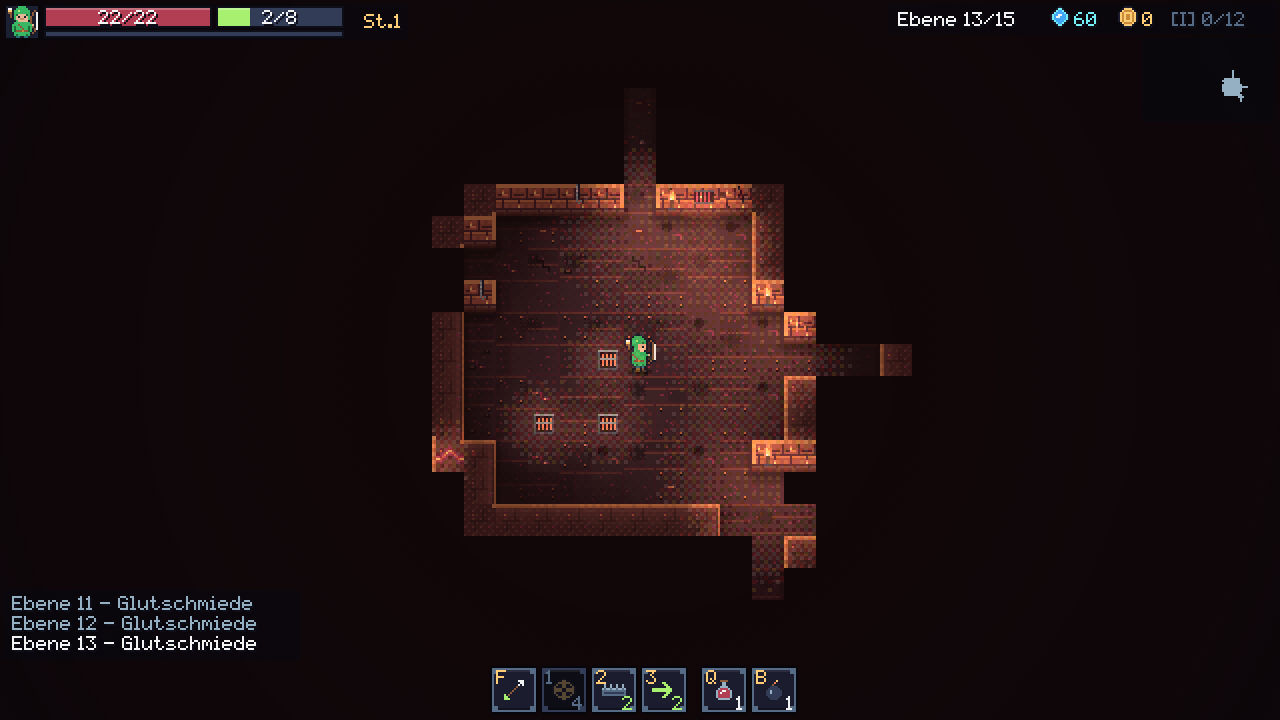 22/22
2/8
St.1
Ebene 13/15
60
0
0/12
Ebene 11 - Glutschmiede
Ebene 12 - Glutschmiede
Ebene 13 - Glutschmiede
F
1 4
2 2
3 2
Q 1
B 1